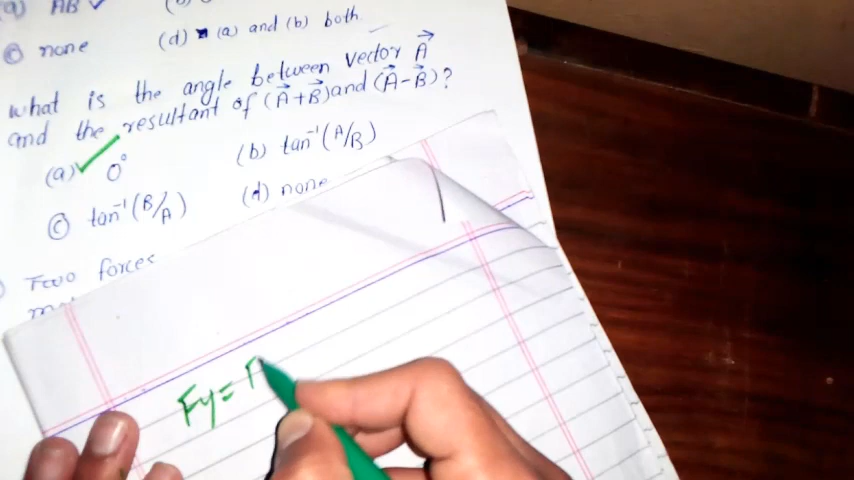 (a) AB ✓
(c) none (d) (a) and (b) both
what is the angle between vector A⃗
and the resultant of (A⃗+B⃗) and (A⃗-B⃗)?
(a) ✓ 0° (b) tan⁻¹(A/B)
(c) tan⁻¹(B/A) (d) none
Two forces
Fy =